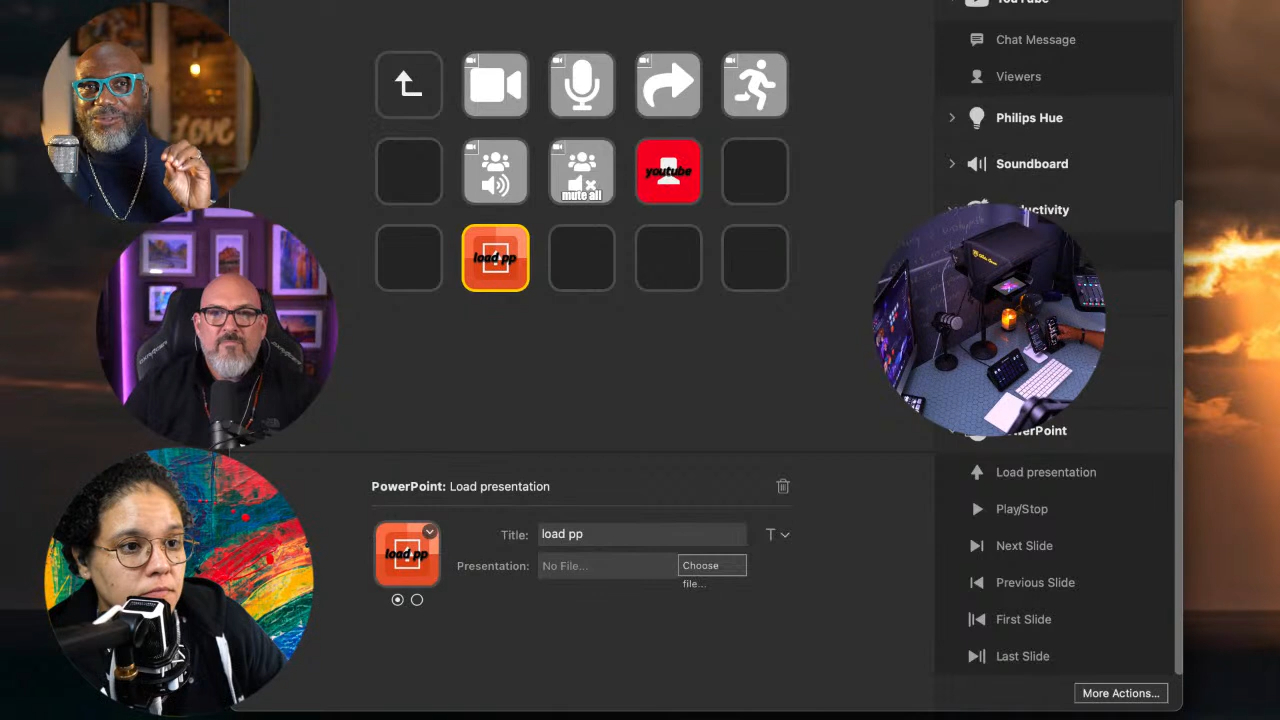 YouTube
Chat Message
Viewers
Philips Hue
Soundboard
mute all
youtube
load pp
PowerPoint
PowerPoint: Load presentation
Load presentation
Play/Stop
Title: load pp
load pp
Next Slide
Presentation: No File... Choose file...
Previous Slide
First Slide
Last Slide
More Actions...
Love